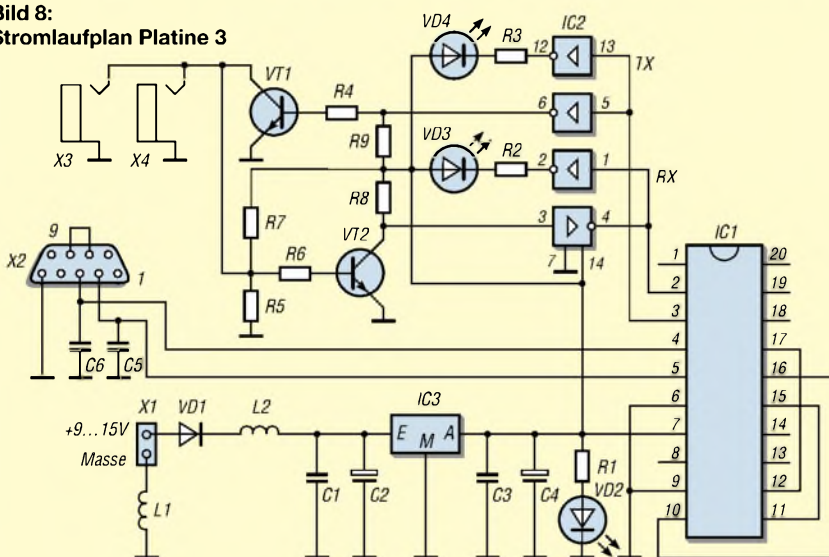 Bild 8:
Stromlaufplan Platine 3
VD4
R3
12
IC2
13
TX
VT1
R4
6
5
R9
VD3
R2
2
1
RX
X3
X4
R8
R7
3
4
7
14
IC1
VT2
R6
R5
9
X2
1
C6
C5
1
2
3
4
5
6
7
8
9
10
20
19
18
17
16
15
14
13
12
11
X1
VD1
L2
IC3
+9...15V
E
M
A
Masse
L1
C1
C2
C3
C4
R1
VD2